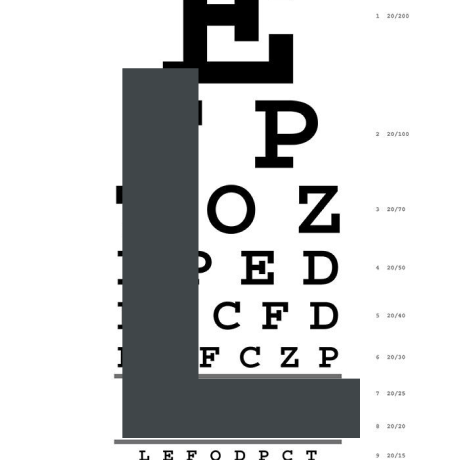 E 1 20/200
P 2 20/100
O Z 3 20/70
P E D 4 20/50
C F D 5 20/40
F C Z P 6 20/30
7 20/25
8 20/20
L E F O D P C T 9 20/15